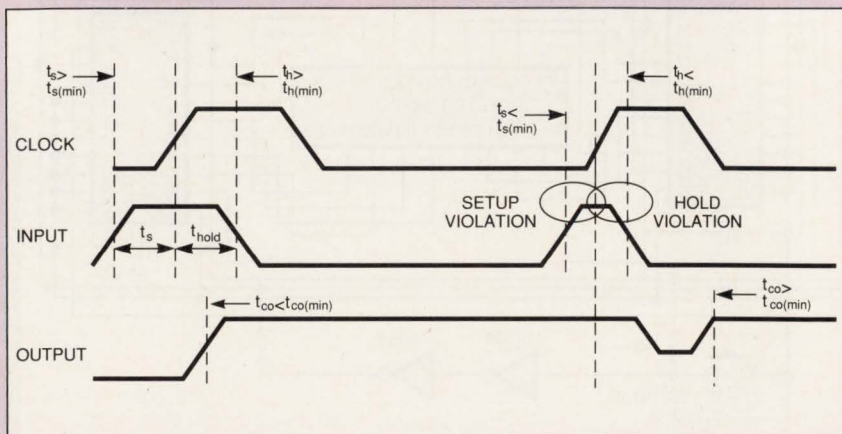 ts>
ts(min)
th>
th(min)
ts<
ts(min)
th<
th(min)
CLOCK
SETUP
VIOLATION
HOLD
VIOLATION
INPUT
ts
thold
tco<tco(min)
tco>
tco(min)
OUTPUT